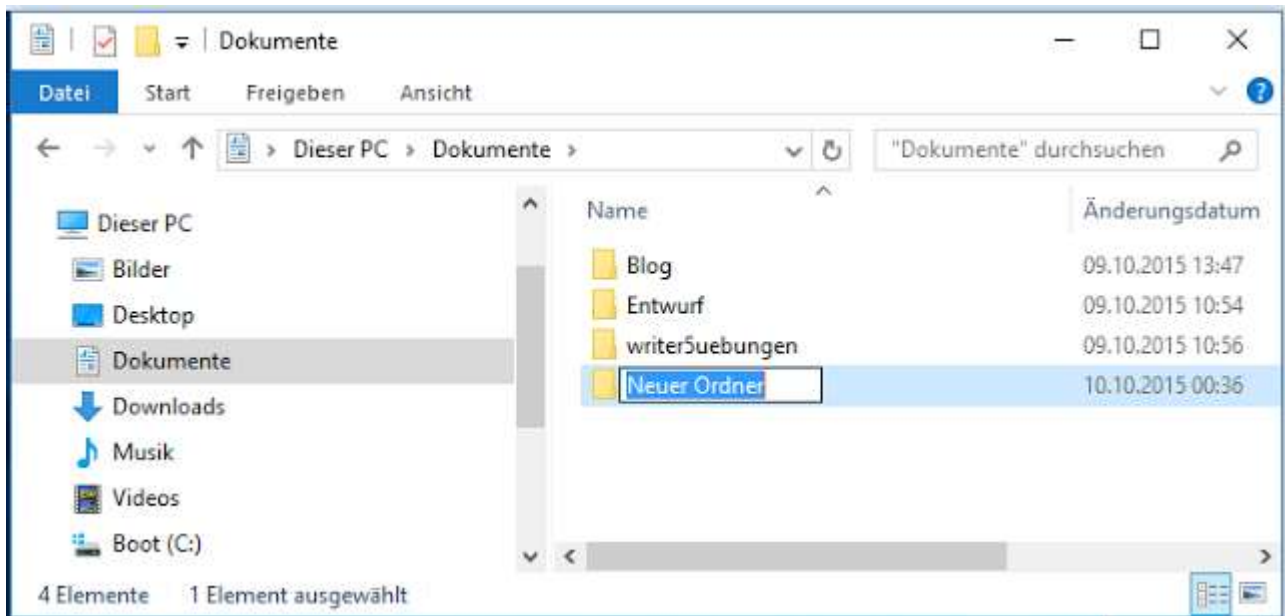 Dokumente
Datei Start Freigeben Ansicht
Dieser PC > Dokumente > "Dokumente" durchsuchen
Dieser PC
Bilder
Desktop
Dokumente
Downloads
Musik
Videos
Boot (C:)
Name Änderungsdatum
Blog 09.10.2015 13:47
Entwurf 09.10.2015 10:54
writer5uebungen 09.10.2015 10:56
Neuer Ordner 10.10.2015 00:36
4 Elemente 1 Element ausgewählt